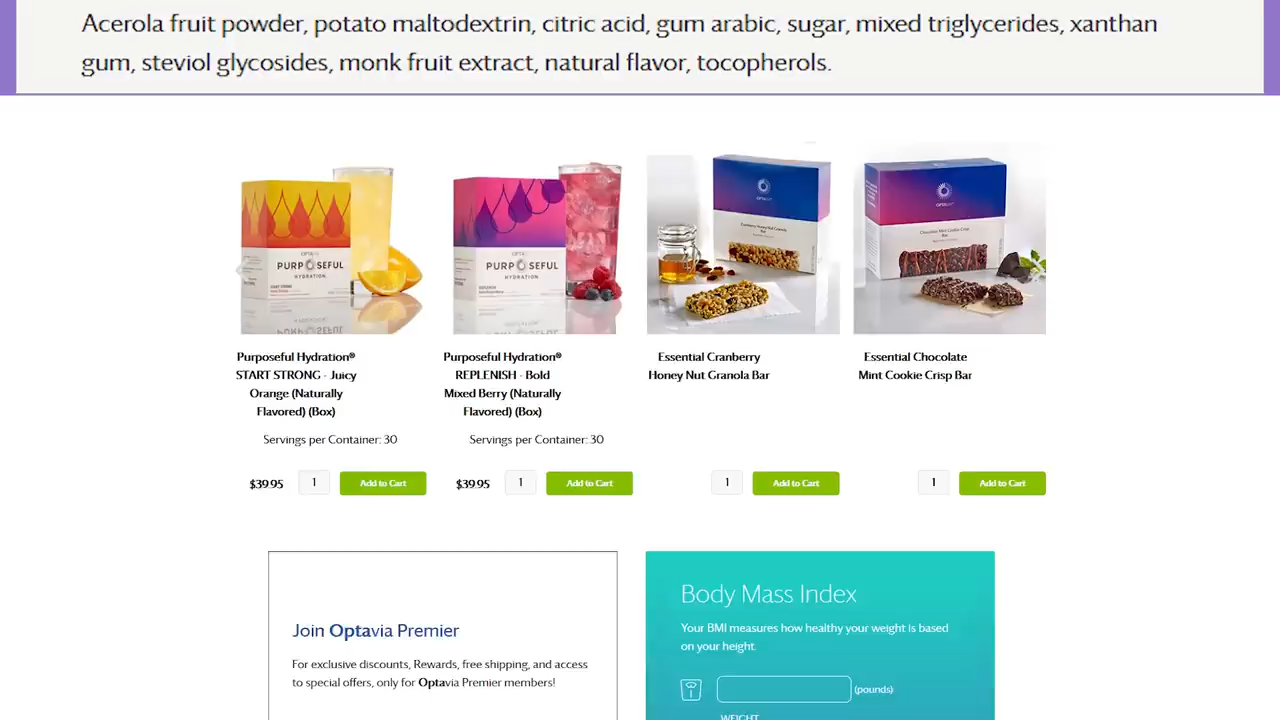 Acerola fruit powder, potato maltodextrin, citric acid, gum arabic, sugar, mixed triglycerides, xanthan
gum, steviol glycosides, monk fruit extract, natural flavor, tocopherols.
PURPOSEFUL
HYDRATION
PURPOSEFUL
HYDRATION
Purposeful Hydration®
START STRONG - Juicy
Orange (Naturally
Flavored) (Box)
Servings per Container: 30
$39.95 1 Add to Cart
Purposeful Hydration®
REPLENISH - Bold
Mixed Berry (Naturally
Flavored) (Box)
Servings per Container: 30
$39.95 1 Add to Cart
Essential Cranberry
Honey Nut Granola Bar
1 Add to Cart
Essential Chocolate
Mint Cookie Crisp Bar
1 Add to Cart
Join Optavia Premier
For exclusive discounts, Rewards, free shipping, and access
to special offers, only for Optavia Premier members!
Body Mass Index
Your BMI measures how healthy your weight is based
on your height.
(pounds)
WEIGHT